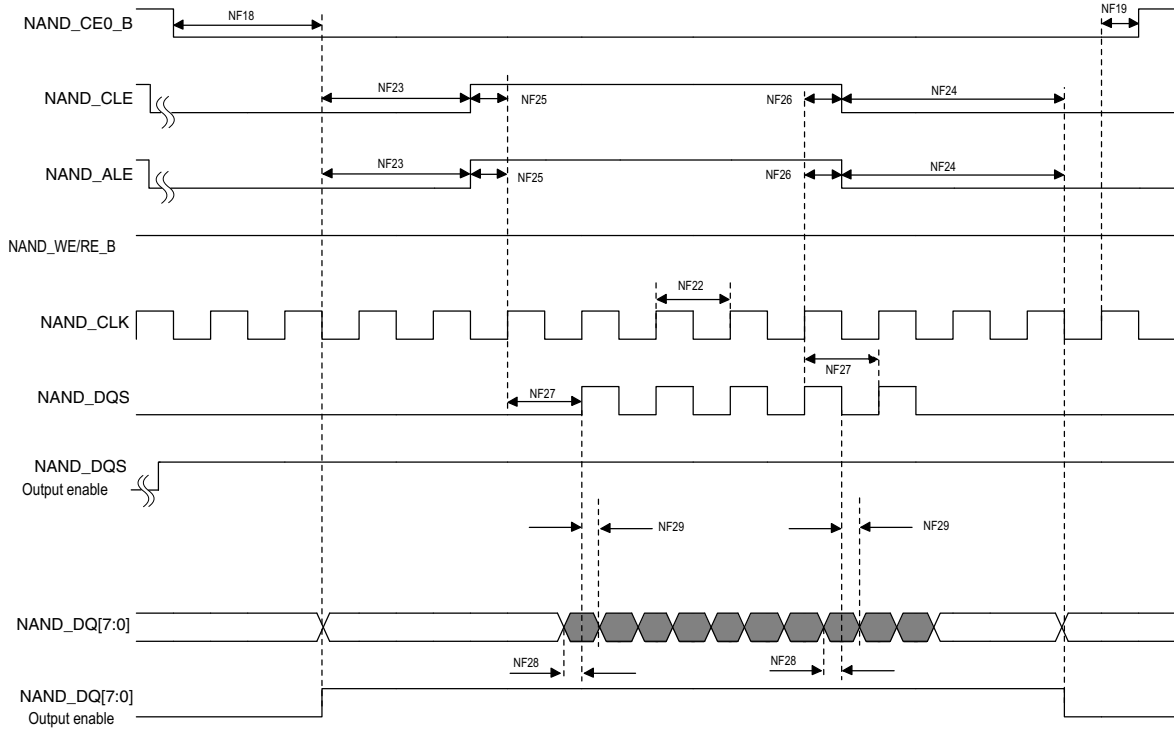 NAND_CE0_B
NF18
NF19
NAND_CLE
NF23
NF25
NF26
NF24
NAND_ALE
NF23
NF25
NF26
NF24
NAND_WE/RE_B
NF22
NAND_CLK
NF27
NAND_DQS
NF27
NAND_DQS
Output enable
NF29
NF29
NAND_DQ[7:0]
NF28
NF28
NAND_DQ[7:0]
Output enable